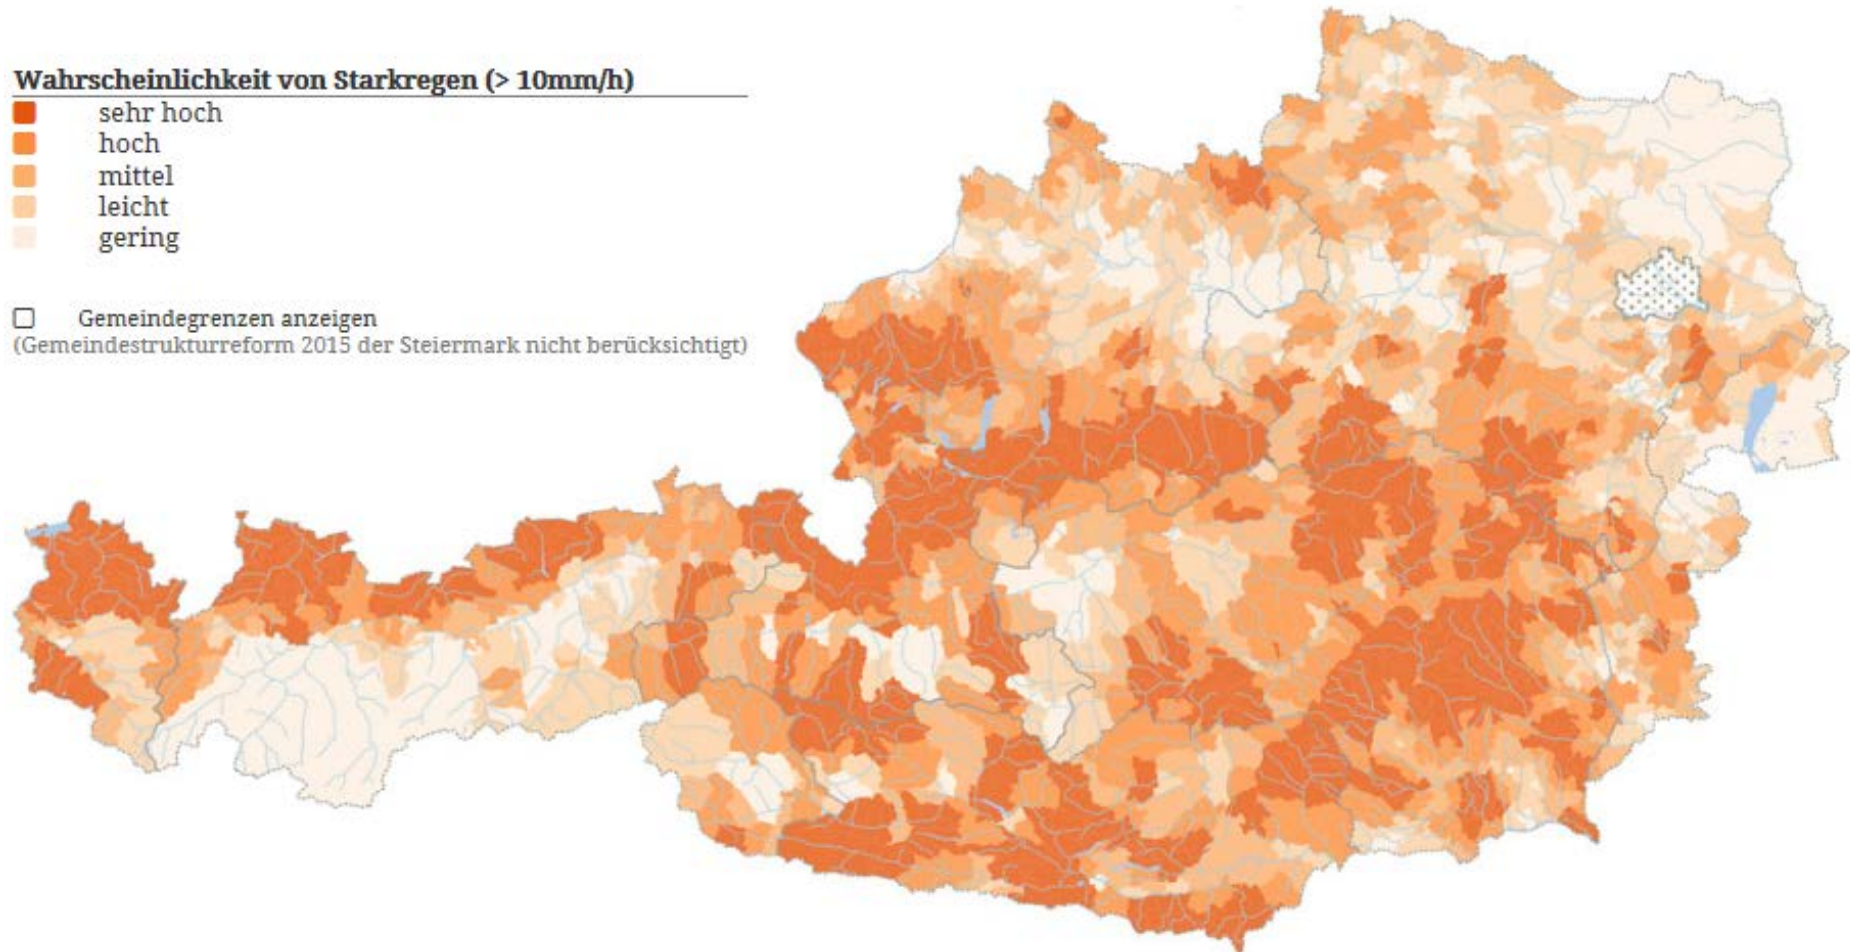 Wahrscheinlichkeit von Starkregen (> 10mm/h)
sehr hoch
hoch
mittel
leicht
gering
Gemeindegrenzen anzeigen
(Gemeindestrukturreform 2015 der Steiermark nicht berücksichtigt)